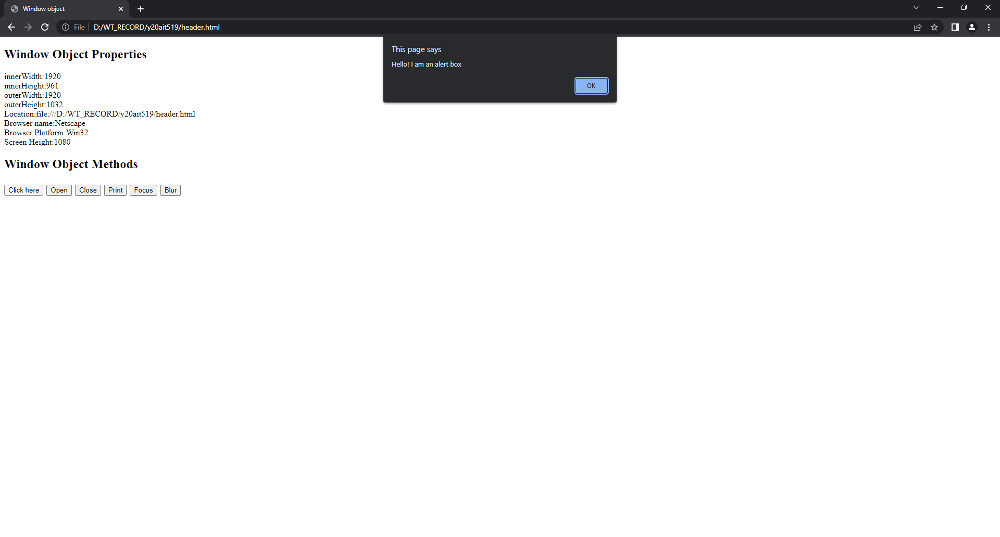 Window object
File D:/WT_RECORD/y20ait519/header.html
This page says
Hello! I am an alert box
OK
Window Object Properties
innerWidth:1920
innerHeight:961
outerWidth:1920
outerHeight:1032
Location:file:///D:/WT_RECORD/y20ait519/header.html
Browser name:Netscape
Browser Platform:Win32
Screen Height:1080
Window Object Methods
Click here Open Close Print Focus Blur